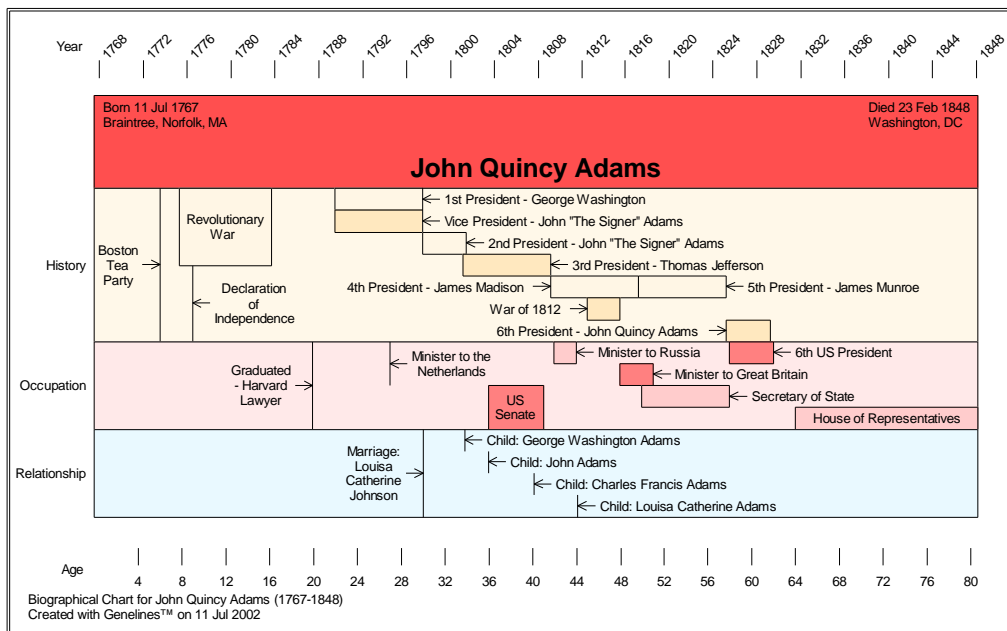 Year
1768 1772 1776 1780 1784 1788 1792 1796 1800 1804 1808 1812 1816 1820 1824 1828 1832 1836 1840 1844 1848
Born 11 Jul 1767
Braintree, Norfolk, MA
Died 23 Feb 1848
Washington, DC
John Quincy Adams
History
Boston
Tea
Party
Revolutionary
War
Declaration
of
Independence
1st President - George Washington
Vice President - John "The Signer" Adams
2nd President - John "The Signer" Adams
3rd President - Thomas Jefferson
4th President - James Madison
5th President - James Munroe
War of 1812
6th President - John Quincy Adams
Occupation
Graduated
- Harvard
Lawyer
Minister to the
Netherlands
US
Senate
Minister to Russia
6th US President
Minister to Great Britain
Secretary of State
House of Representatives
Relationship
Marriage:
Louisa
Catherine
Johnson
Child: George Washington Adams
Child: John Adams
Child: Charles Francis Adams
Child: Louisa Catherine Adams
Age
4 8 12 16 20 24 28 32 36 40 44 48 52 56 60 64 68 72 76 80
Biographical Chart for John Quincy Adams (1767-1848)
Created with Genelines™ on 11 Jul 2002